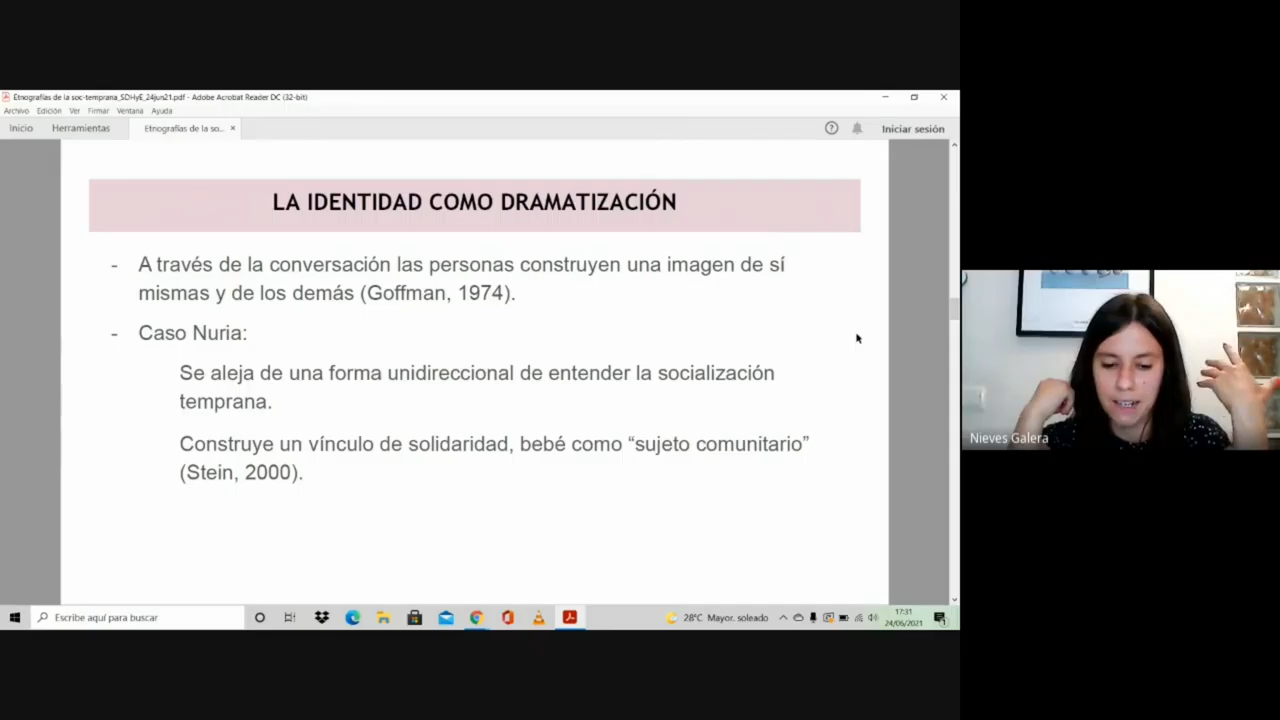 Etnografías de la soc-temprana_SDHyE_24jun21.pdf - Adobe Acrobat Reader DC (32-bit)
Archivo Edición Ver Firmar Ventana Ayuda
Inicio Herramientas Etnografías de la so... × Iniciar sesión
LA IDENTIDAD COMO DRAMATIZACIÓN
- A través de la conversación las personas construyen una imagen de sí
mismas y de los demás (Goffman, 1974).
- Caso Nuria:
Se aleja de una forma unidireccional de entender la socialización
temprana.
Construye un vínculo de solidaridad, bebé como “sujeto comunitario”
(Stein, 2000).
Nieves Galera
Escribe aquí para buscar
28°C Mayor. soleado
17:31
24/06/2021